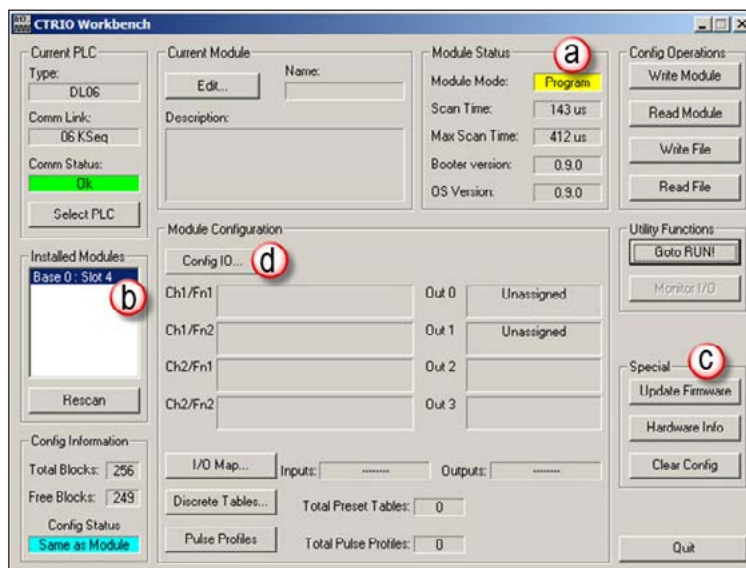 CTRIO Workbench
Current PLC
Type:
DL06
Comm Link:
06 KSeq
Comm Status:
Ok
Select PLC
Current Module
Edit...
Name:
Description:
Module Status
a
Module Mode: Program
Scan Time: 143 us
Max Scan Time: 412 us
Booter version: 0.9.0
OS Version: 0.9.0
Config Operations
Write Module
Read Module
Write File
Read File
Installed Modules
Base 0 : Slot 4
b
Rescan
Module Configuration
Config IO...
d
Ch1/Fn1
Out 0 Unassigned
Ch1/Fn2
Out 1 Unassigned
Ch2/Fn1
Out 2
Ch2/Fn2
Out 3
Utility Functions
Goto RUN!
Monitor I/O
Special
c
Update Firmware
Hardware Info
Clear Config
Config Information
Total Blocks: 256
Free Blocks: 249
Config Status
Same as Module
I/O Map...
Inputs: --------
Outputs: --------
Discrete Tables...
Total Preset Tables: 0
Pulse Profiles
Total Pulse Profiles: 0
Quit